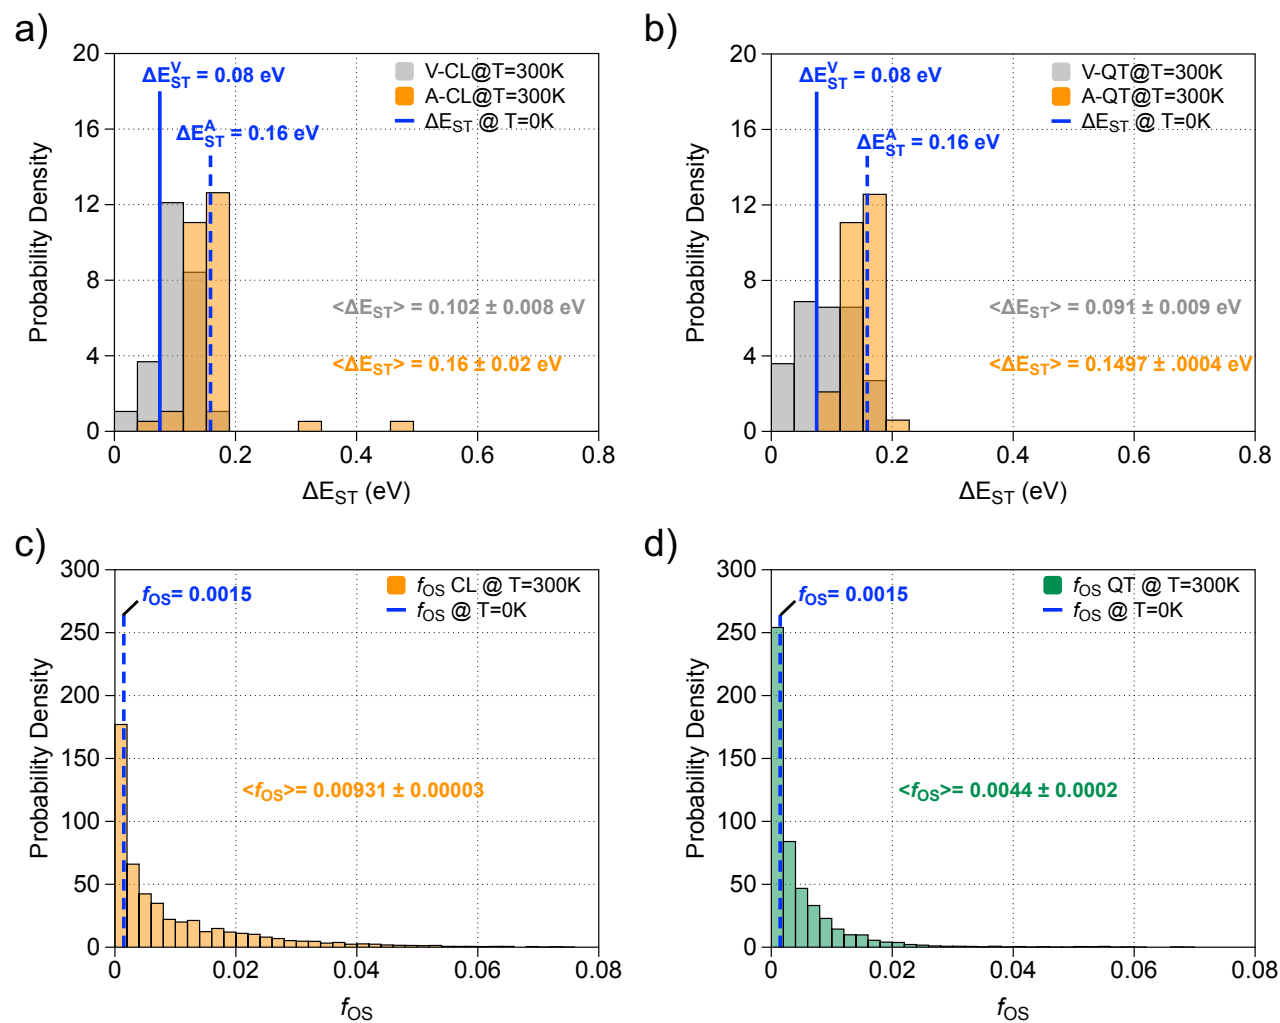 a)
20
16
12
8
4
0
0
0.2
0.4
0.6
0.8
Probability Density
ΔE_ST (eV)
ΔE^V_ST = 0.08 eV
ΔE^A_ST = 0.16 eV
V-CL@T=300K
A-CL@T=300K
ΔE_ST @ T=0K
<ΔE_ST> = 0.102 ± 0.008 eV
<ΔE_ST> = 0.16 ± 0.02 eV
b)
20
16
12
8
4
0
0
0.2
0.4
0.6
0.8
Probability Density
ΔE_ST (eV)
ΔE^V_ST = 0.08 eV
ΔE^A_ST = 0.16 eV
V-QT@T=300K
A-QT@T=300K
ΔE_ST @ T=0K
<ΔE_ST> = 0.091 ± 0.009 eV
<ΔE_ST> = 0.1497 ± .0004 eV
c)
300
250
200
150
100
50
0
0
0.02
0.04
0.06
0.08
Probability Density
f_OS
f_OS= 0.0015
f_OS CL @ T=300K
f_OS @ T=0K
<f_OS>= 0.00931 ± 0.00003
d)
300
250
200
150
100
50
0
0
0.02
0.04
0.06
0.08
Probability Density
f_OS
f_OS= 0.0015
f_OS QT @ T=300K
f_OS @ T=0K
<f_OS>= 0.0044 ± 0.0002